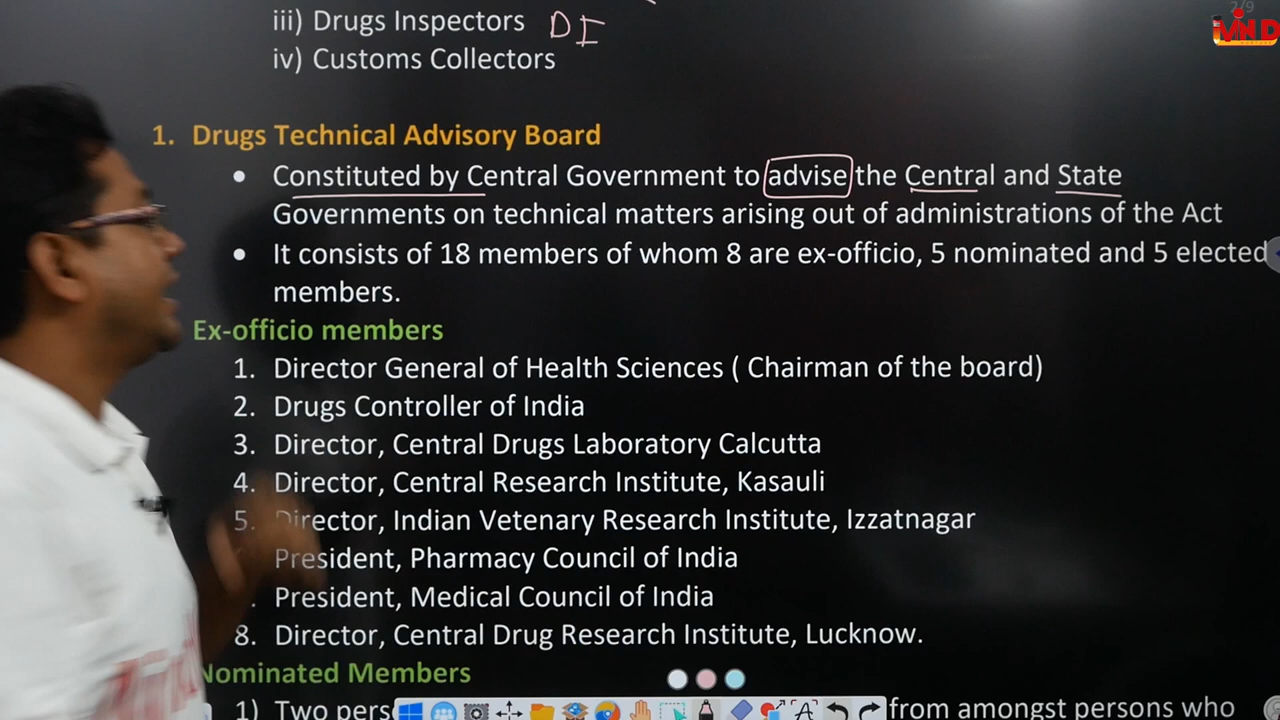 2/9
MIND
iii) Drugs Inspectors DI
iv) Customs Collectors
1. Drugs Technical Advisory Board
• Constituted by Central Government to advise the Central and State
Governments on technical matters arising out of administrations of the Act
• It consists of 18 members of whom 8 are ex-officio, 5 nominated and 5 elected
members.
Ex-officio members
1. Director General of Health Sciences ( Chairman of the board)
2. Drugs Controller of India
3. Director, Central Drugs Laboratory Calcutta
4. Director, Central Research Institute, Kasauli
5. Director, Indian Vetenary Research Institute, Izzatnagar
President, Pharmacy Council of India
. President, Medical Council of India
8. Director, Central Drug Research Institute, Lucknow.
Nominated Members
1) Two from amongst persons who